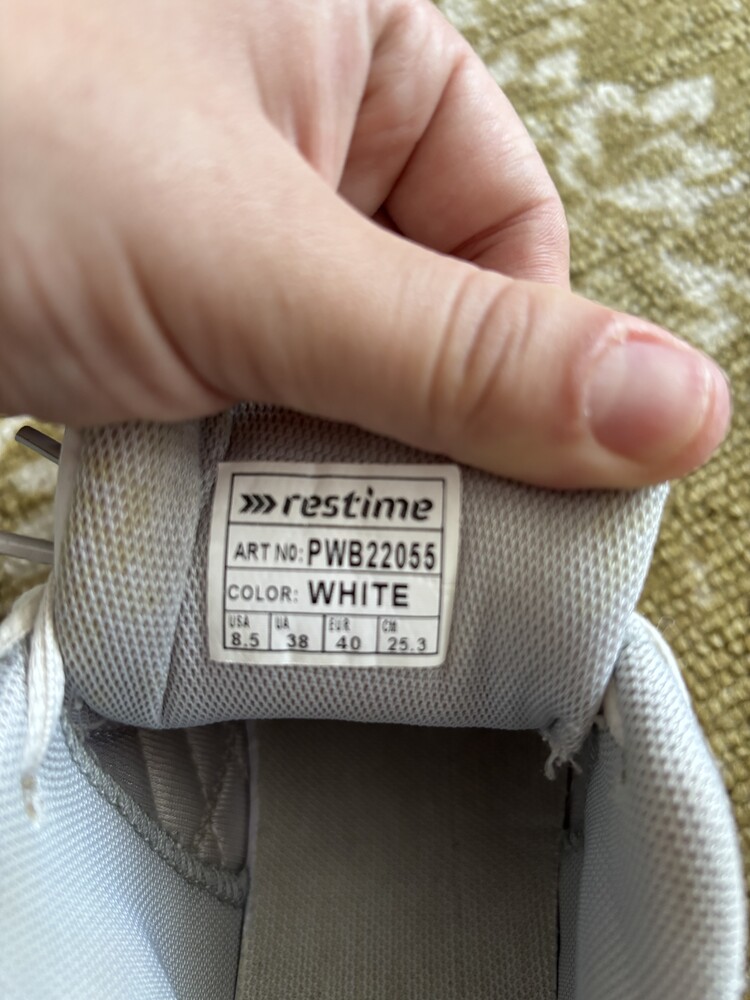 restime
ART NO: PWB22055
COLOR: WHITE
USA UA EUR CM
8.5 38 40 25.3